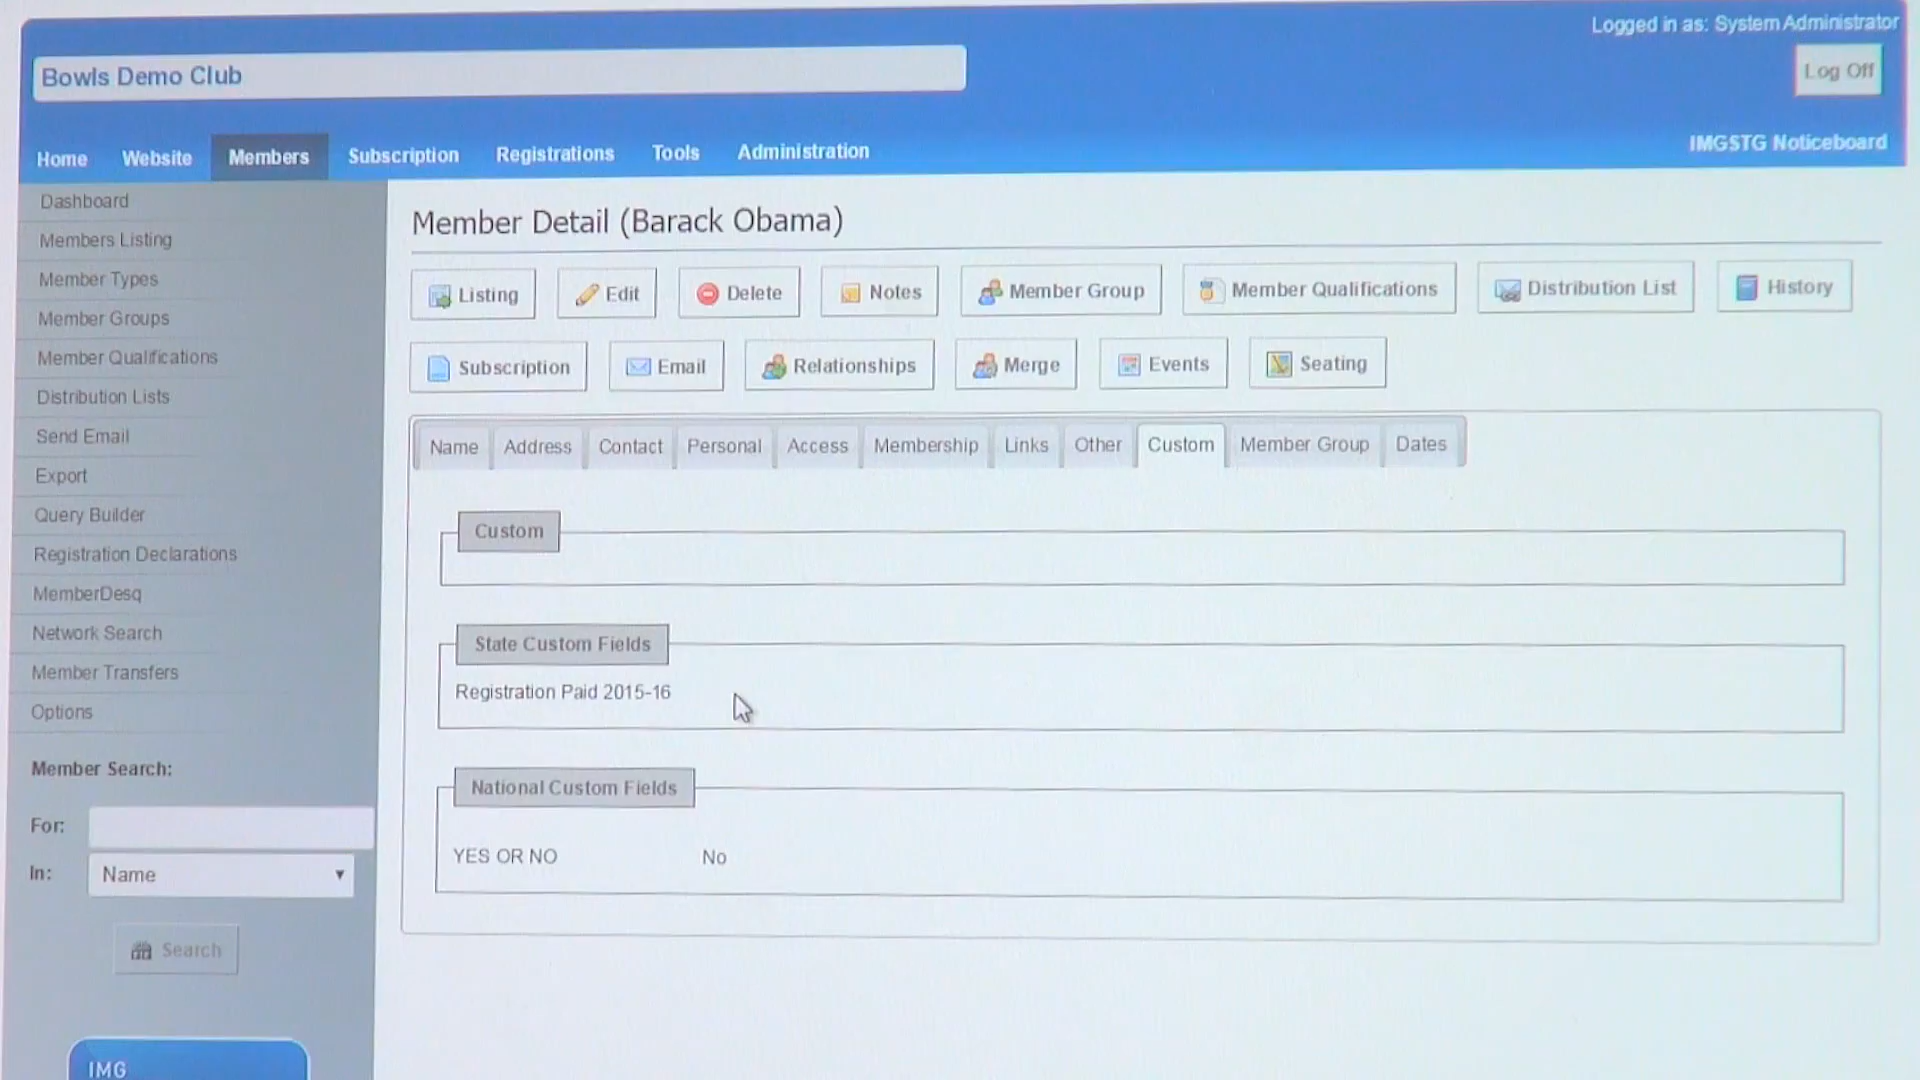 Logged in as: System Administrator
Bowls Demo Club
Log Off
IMGSTG Noticeboard
Home Website Members Subscription Registrations Tools Administration
Dashboard
Members Listing
Member Types
Member Groups
Member Qualifications
Distribution Lists
Send Email
Export
Query Builder
Registration Declarations
MemberDesq
Network Search
Member Transfers
Options
Member Search:
For:
In: Name
Search
IMG
Member Detail (Barack Obama)
Listing Edit Delete Notes Member Group Member Qualifications Distribution List History
Subscription Email Relationships Merge Events Seating
Name Address Contact Personal Access Membership Links Other Custom Member Group Dates
Custom
State Custom Fields
Registration Paid 2015-16
National Custom Fields
YES OR NO No